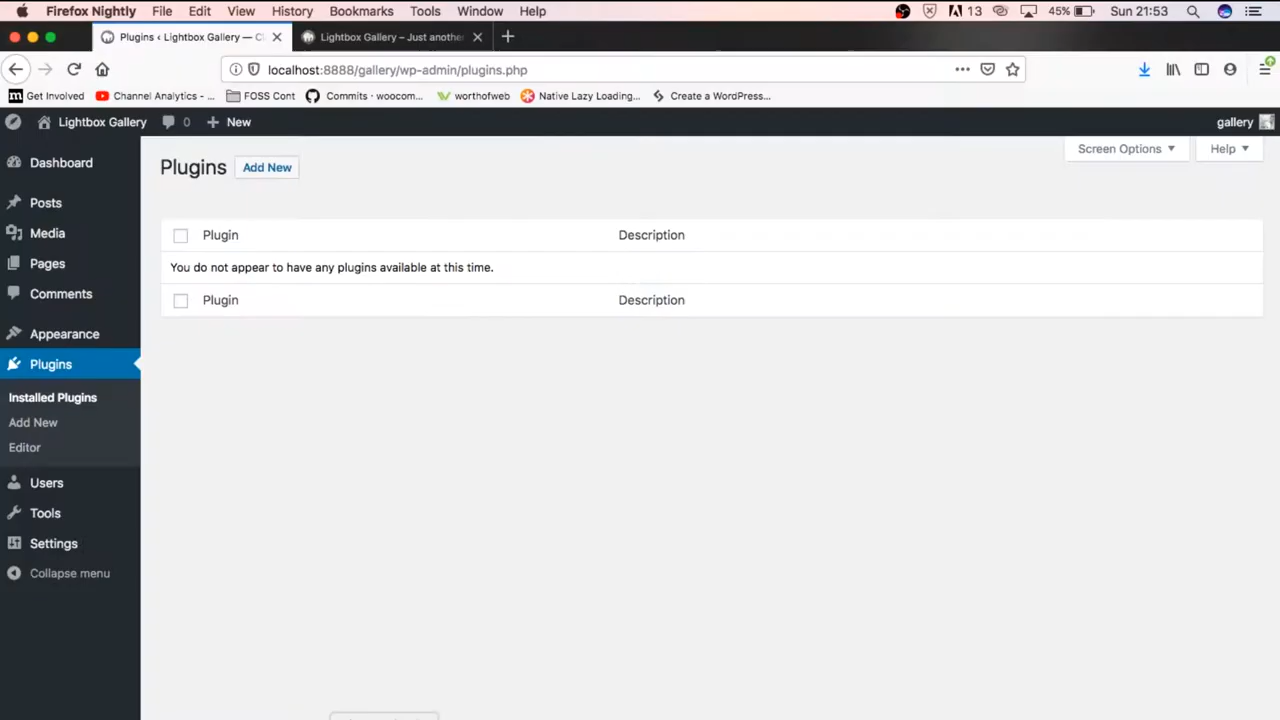 Firefox Nightly File Edit View History Bookmarks Tools Window Help 13 45% Sun 21:53
Plugins ‹ Lightbox Gallery — C Lightbox Gallery – Just anothe
localhost:8888/gallery/wp-admin/plugins.php
Get Involved Channel Analytics - ... FOSS Cont Commits · woocom... worthofweb Native Lazy Loading... Create a WordPress...
Lightbox Gallery 0 + New gallery
Screen Options Help
Plugins Add New
Dashboard
Posts
Media
Pages
Comments
Appearance
Plugins
Installed Plugins
Add New
Editor
Users
Tools
Settings
Collapse menu
Plugin Description
You do not appear to have any plugins available at this time.
Plugin Description